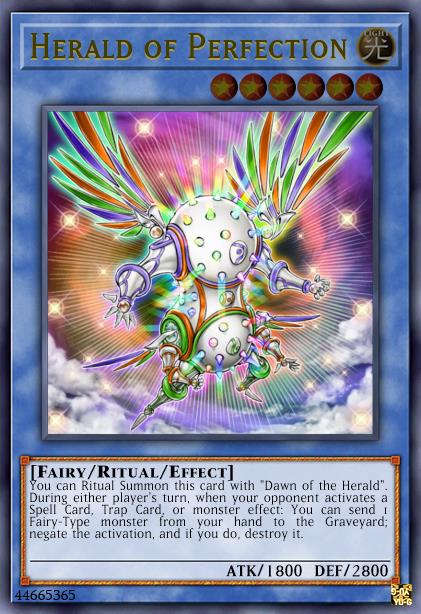 HERALD OF PERFECTION
LIGHT
光
[FAIRY/RITUAL/EFFECT]
You can Ritual Summon this card with "Dawn of the Herald".
During either player's turn, when your opponent activates a
Spell Card, Trap Card, or monster effect: You can send 1
Fairy-Type monster from your hand to the Graveyard;
negate the activation, and if you do, destroy it.
ATK/1800 DEF/2800
44665365